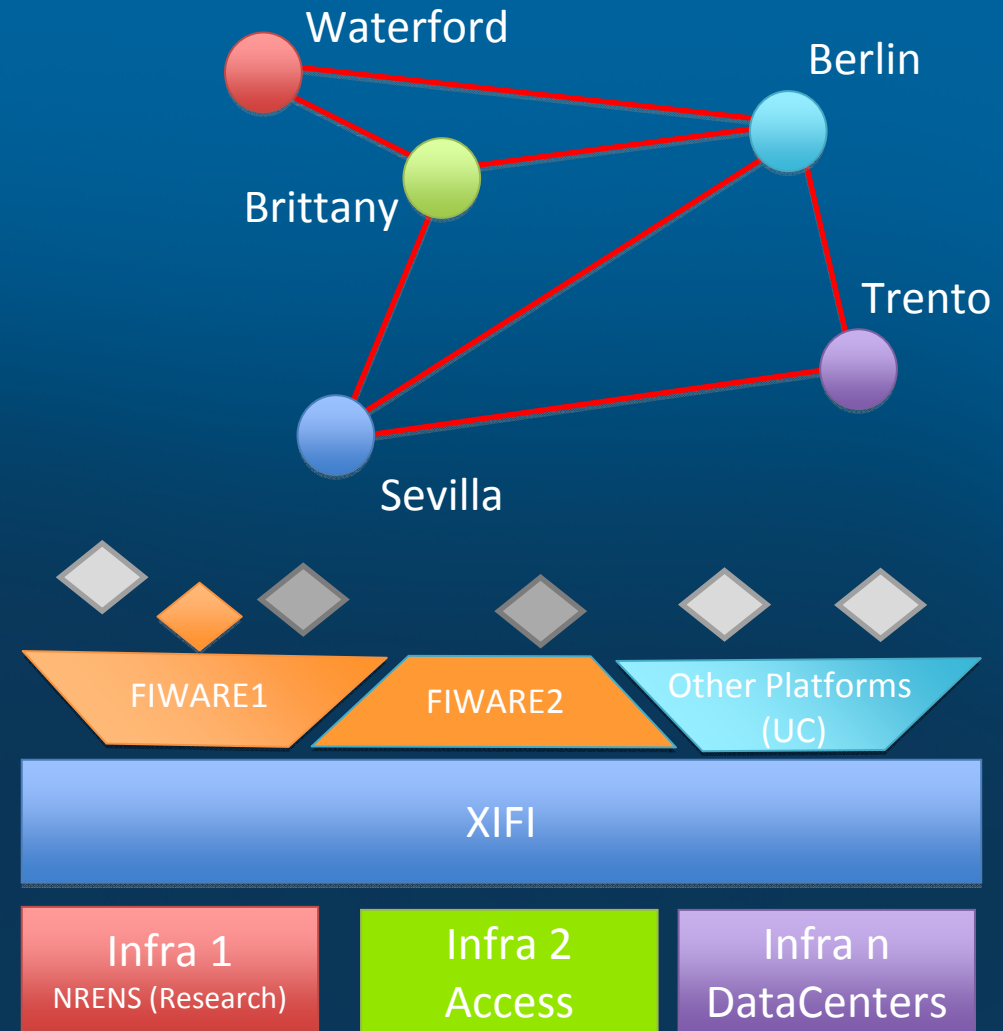 Waterford
Berlin
Brittany
Trento
Sevilla
FIWARE1
FIWARE2
Other Platforms
(UC)
XIFI
Infra 1
NRENS (Research)
Infra 2
Access
Infra n
DataCenters